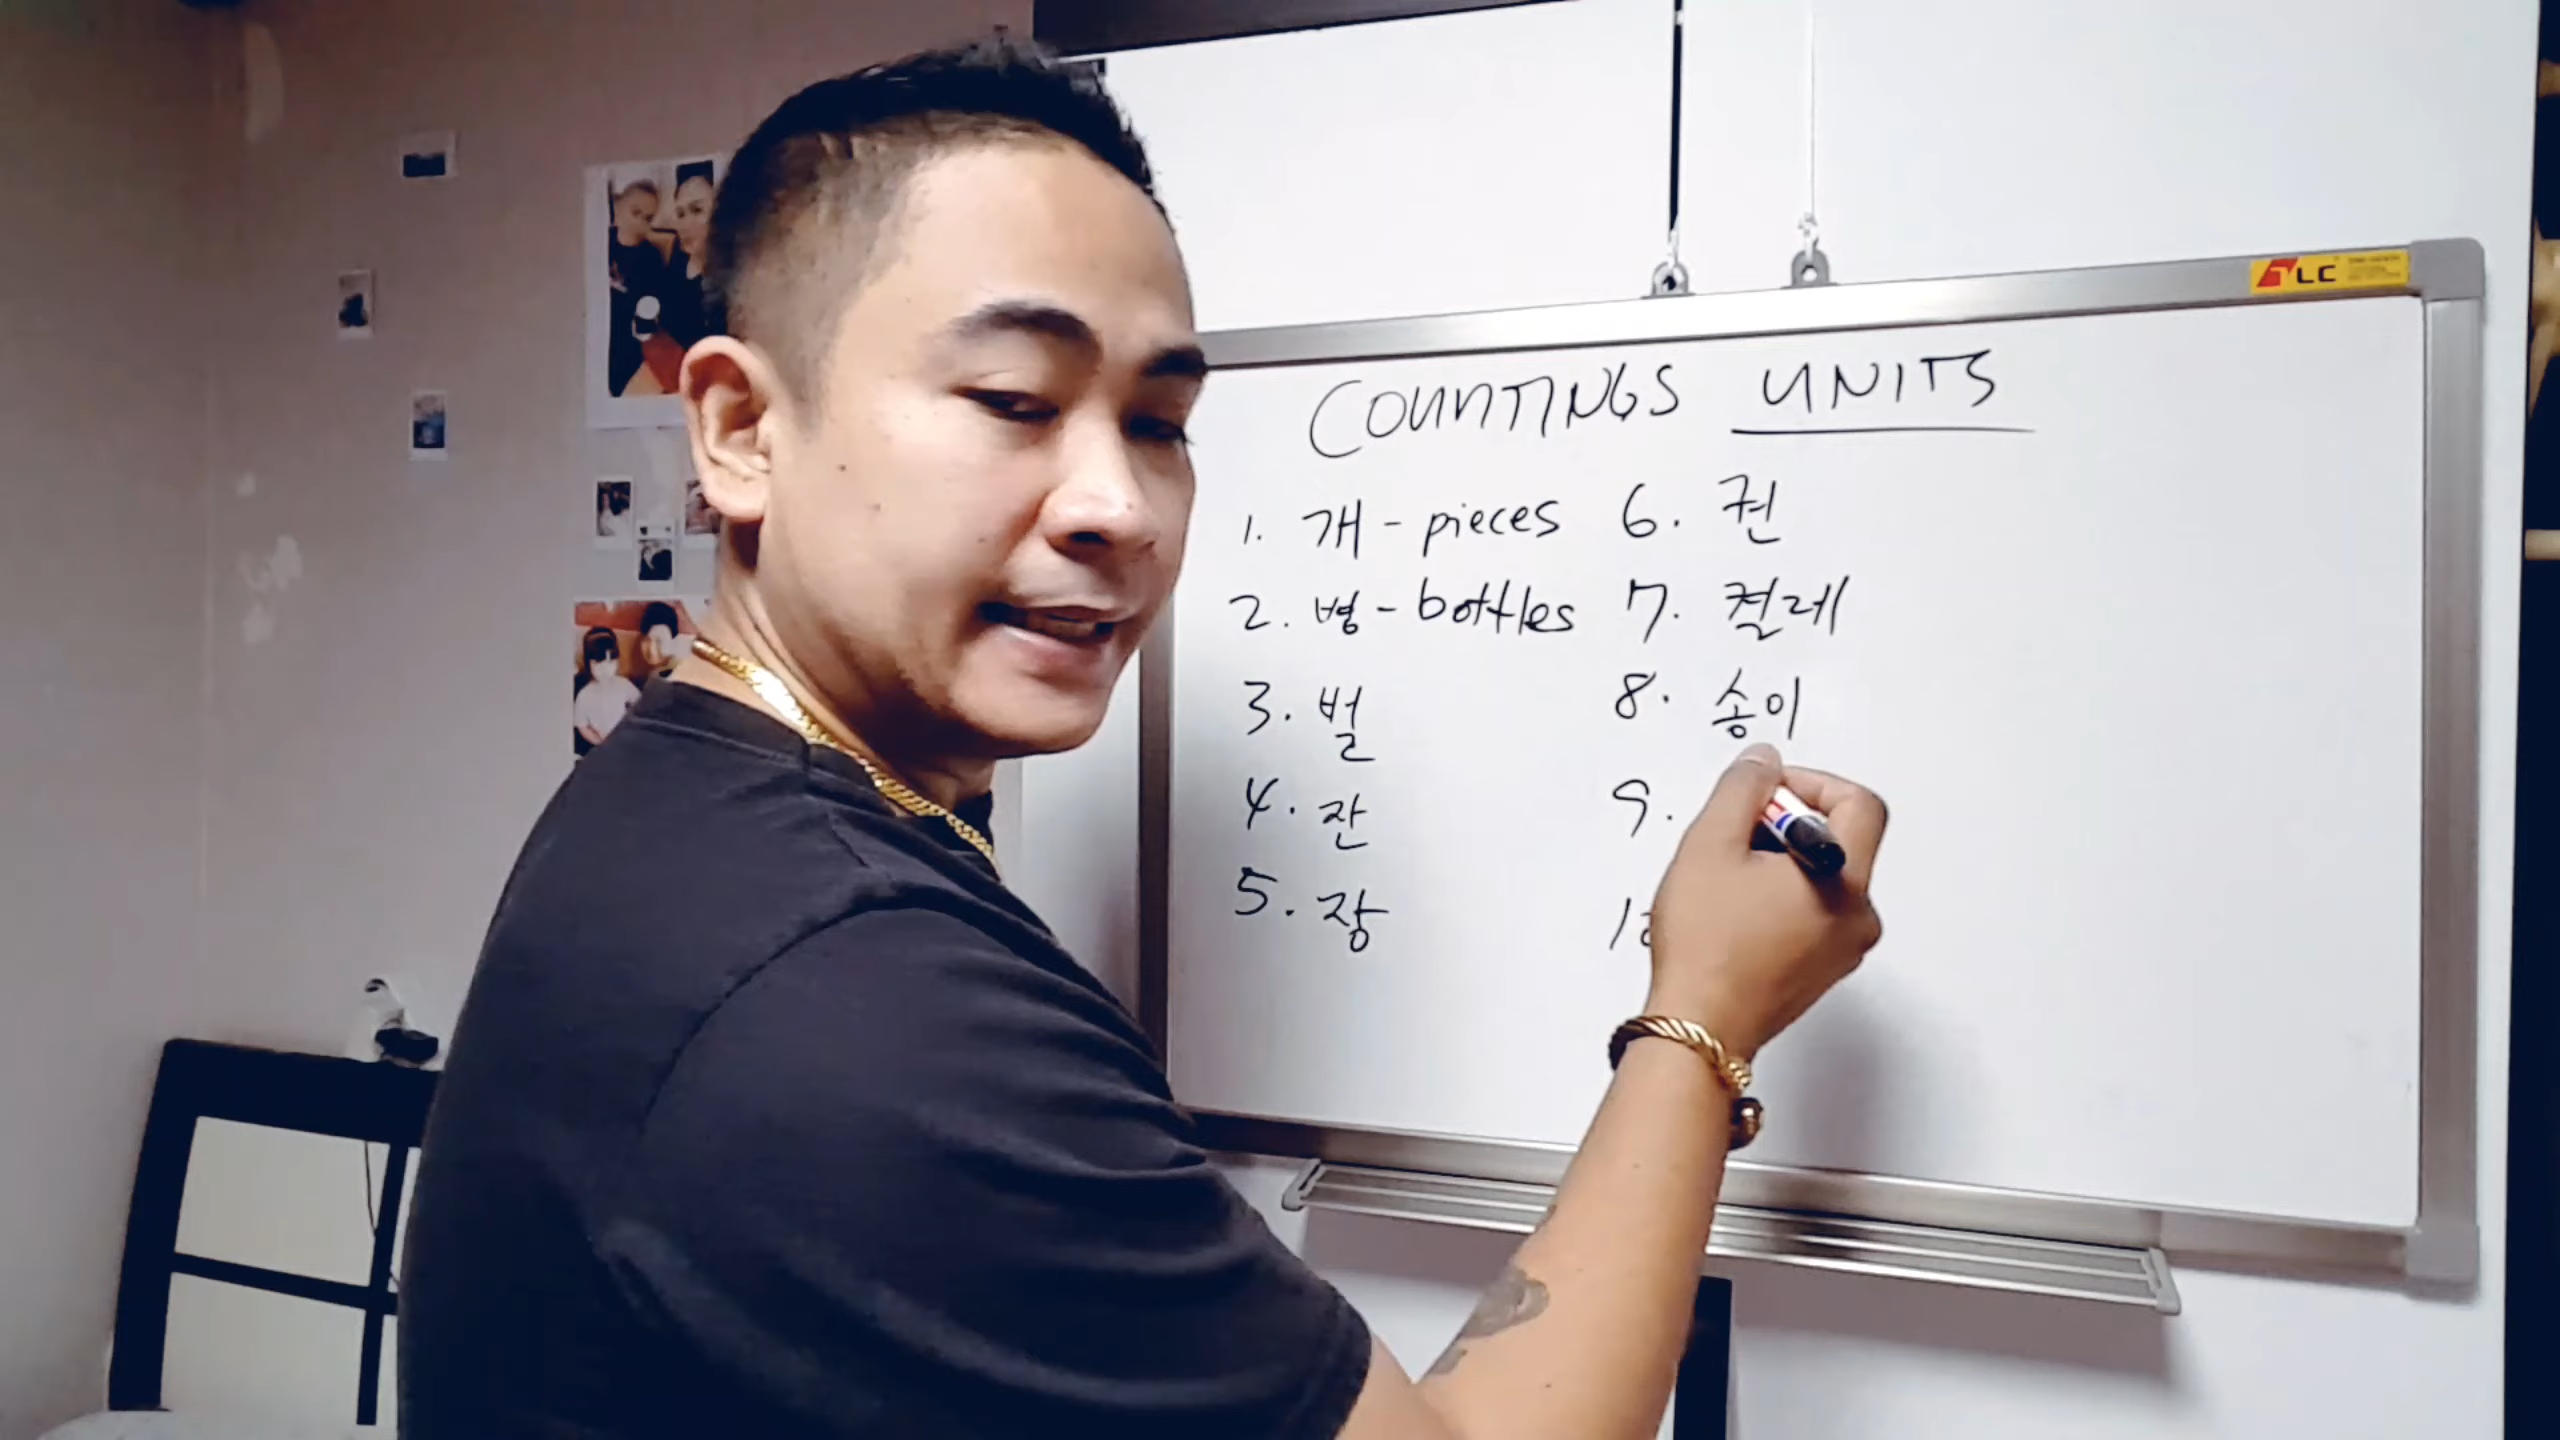 TLC
COUNTINGS UNITS
1. 개 - pieces
2. 병 - bottles
3. 벌
4. 잔
5. 장
6. 권
7. 켤레
8. 송이
9.